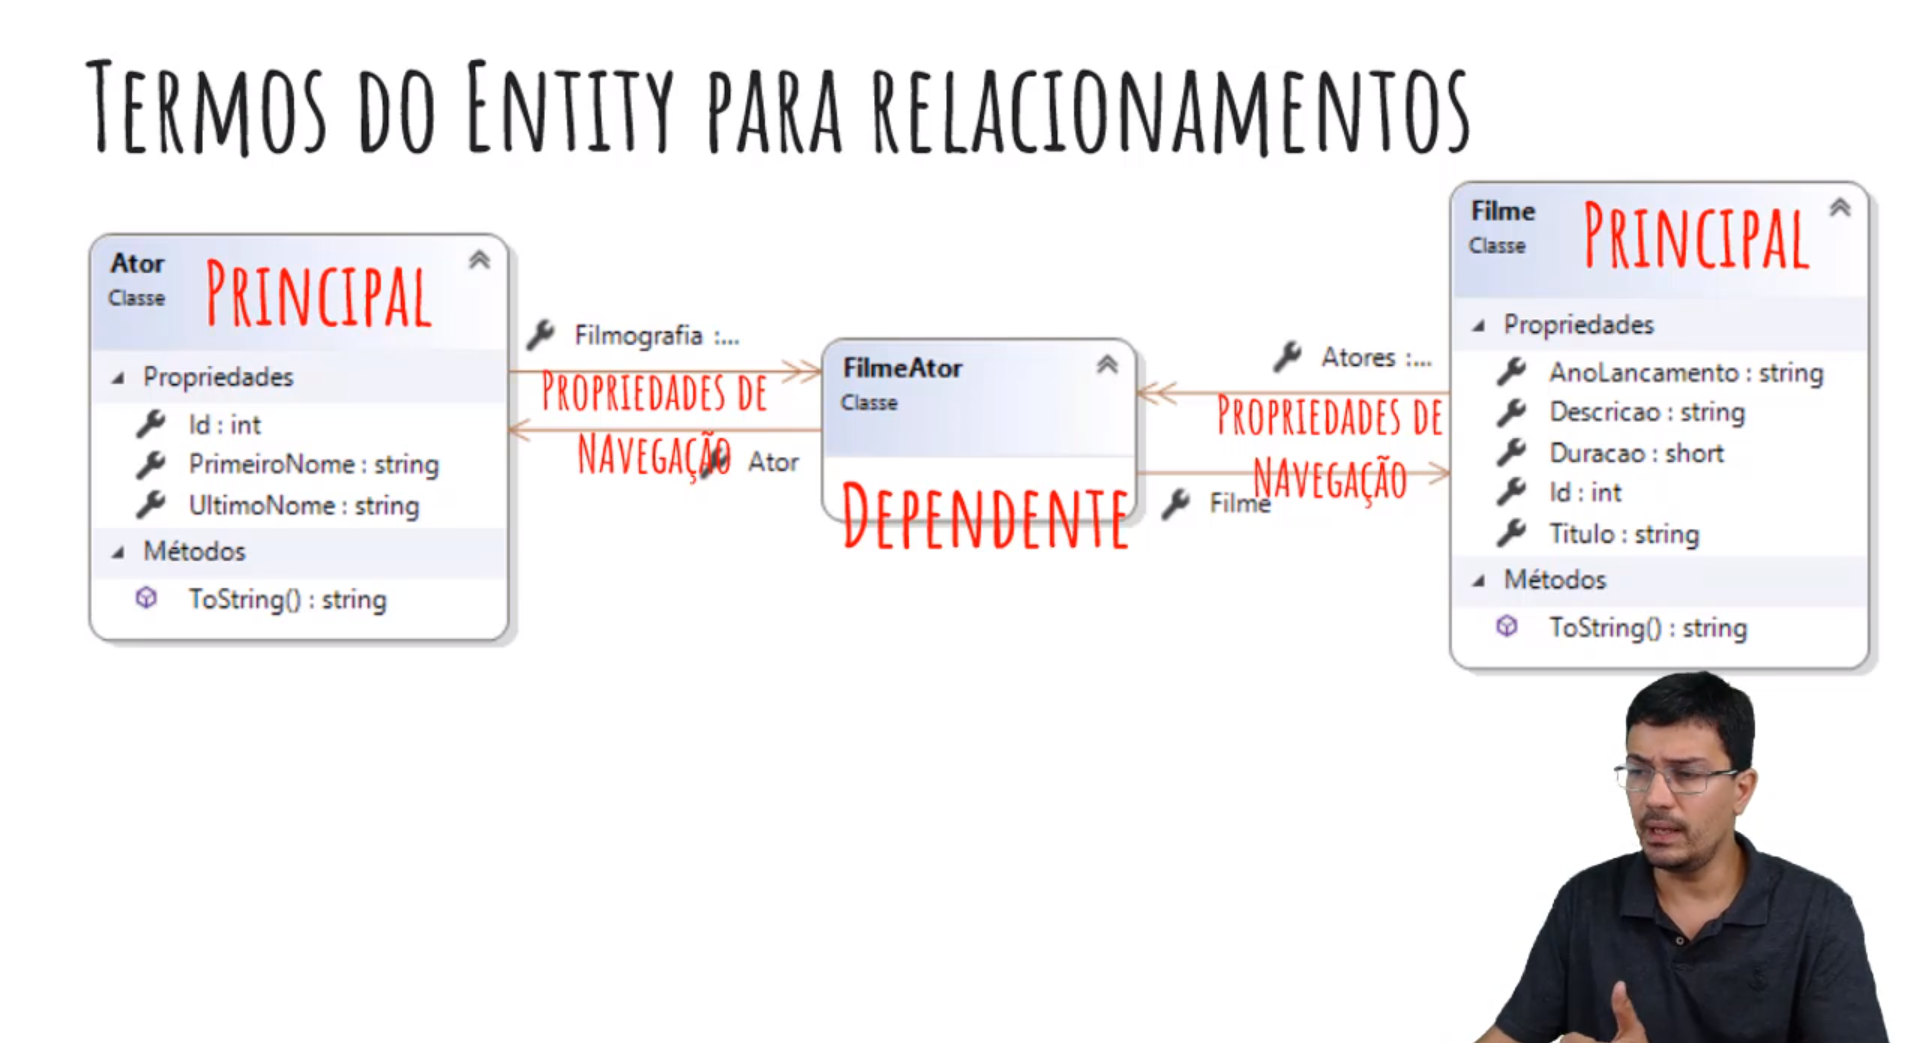 Termos do Entity para relacionamentos
Ator
Classe
Principal
Propriedades
Id : int
PrimeiroNome : string
UltimoNome : string
Métodos
ToString() : string
Filmografia :...
Propriedades de
Navegação
Ator
FilmeAtor
Classe
Dependente
Atores :...
Propriedades de
Navegação
Filme
Filme
Classe
Principal
Propriedades
AnoLancamento : string
Descricao : string
Duracao : short
Id : int
Titulo : string
Métodos
ToString() : string